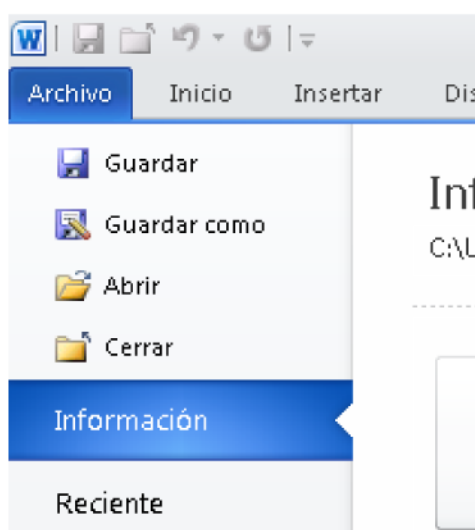 W
Archivo Inicio Insertar
Guardar
Guardar como
Abrir
Cerrar
Información
Reciente